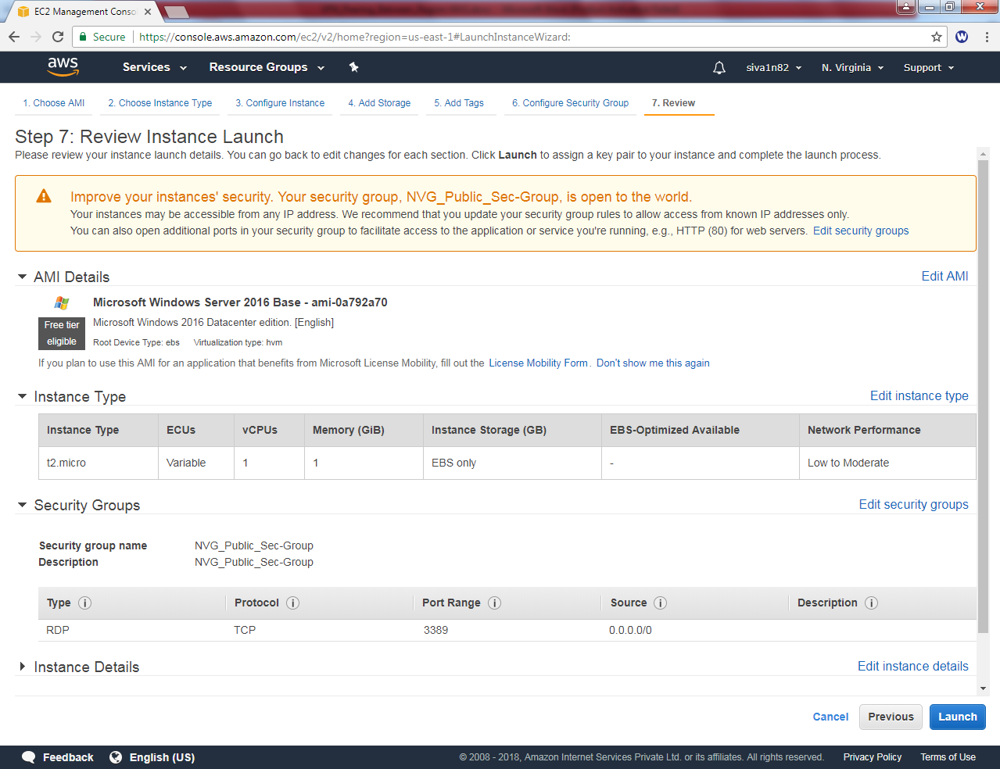 EC2 Management Conso
Secure
https://console.aws.amazon.com/ec2/v2/home?region=us-east-1#LaunchInstanceWizard:
W
aws Services Resource Groups siva1n82 N. Virginia Support
1. Choose AMI 2. Choose Instance Type 3. Configure Instance 4. Add Storage 5. Add Tags 6. Configure Security Group 7. Review
Step 7: Review Instance Launch
Please review your instance launch details. You can go back to edit changes for each section. Click Launch to assign a key pair to your instance and complete the launch process.
Improve your instances' security. Your security group, NVG_Public_Sec-Group, is open to the world.
Your instances may be accessible from any IP address. We recommend that you update your security group rules to allow access from known IP addresses only.
You can also open additional ports in your security group to facilitate access to the application or service you're running, e.g., HTTP (80) for web servers. Edit security groups
AMI Details Edit AMI
Microsoft Windows Server 2016 Base - ami-0a792a70
Free tier
eligible
Microsoft Windows 2016 Datacenter edition. [English]
Root Device Type: ebs Virtualization type: hvm
If you plan to use this AMI for an application that benefits from Microsoft License Mobility, fill out the License Mobility Form. Don't show me this again
Instance Type Edit instance type
Instance Type ECUs vCPUs Memory (GiB) Instance Storage (GB) EBS-Optimized Available Network Performance
t2.micro Variable 1 1 EBS only - Low to Moderate
Security Groups Edit security groups
Security group name NVG_Public_Sec-Group
Description NVG_Public_Sec-Group
Type Protocol Port Range Source Description
RDP TCP 3389 0.0.0.0/0
Instance Details Edit instance details
Cancel Previous Launch
Feedback English (US) © 2008 - 2018, Amazon Internet Services Private Ltd. or its affiliates. All rights reserved. Privacy Policy Terms of Use